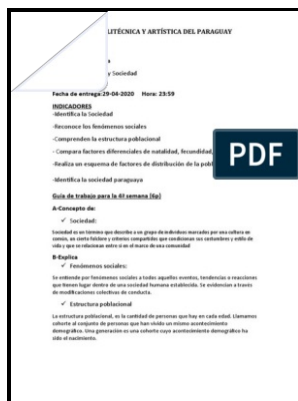 LITÉCNICA Y ARTÍSTICA DEL PARAGUAY
y Sociedad
Fecha de entrega:29-04-2020 Hora: 23:59
INDICADORES
-Identifica la Sociedad
-Reconoce los fenómenos sociales
-Comprenden la estructura poblacional
- Compara factores diferenciales de natalidad, fecundidad,
-Realiza un esquema de factores de distribución de la pobl
-Identifica la sociedad paraguaya
Guía de trabajo para la 4º semana (6p)
A-Concepto de:
✓ Sociedad:
Sociedad es un término que describe a un grupo de individuos marcados por una cultura en
común, un cierto folclore y criterios compartidos que condicionan sus costumbres y estilo de
vida y que se relacionan entre sí en el marco de una comunidad
B-Explica
✓ Fenómenos sociales:
Se entiende por fenómenos sociales a todos aquellos eventos, tendencias o reacciones
que tienen lugar dentro de una sociedad humana establecida. Se evidencian a través
de modificaciones colectivas de conducta.
✓ Estructura poblacional
La estructura poblacional, es la cantidad de personas que hay en cada edad. Llamamos
cohorte al conjunto de personas que han vivido un mismo acontecimiento
demográfico. Una generación es una cohorte cuyo acontecimiento demográfico ha
sido el nacimiento.
PDF